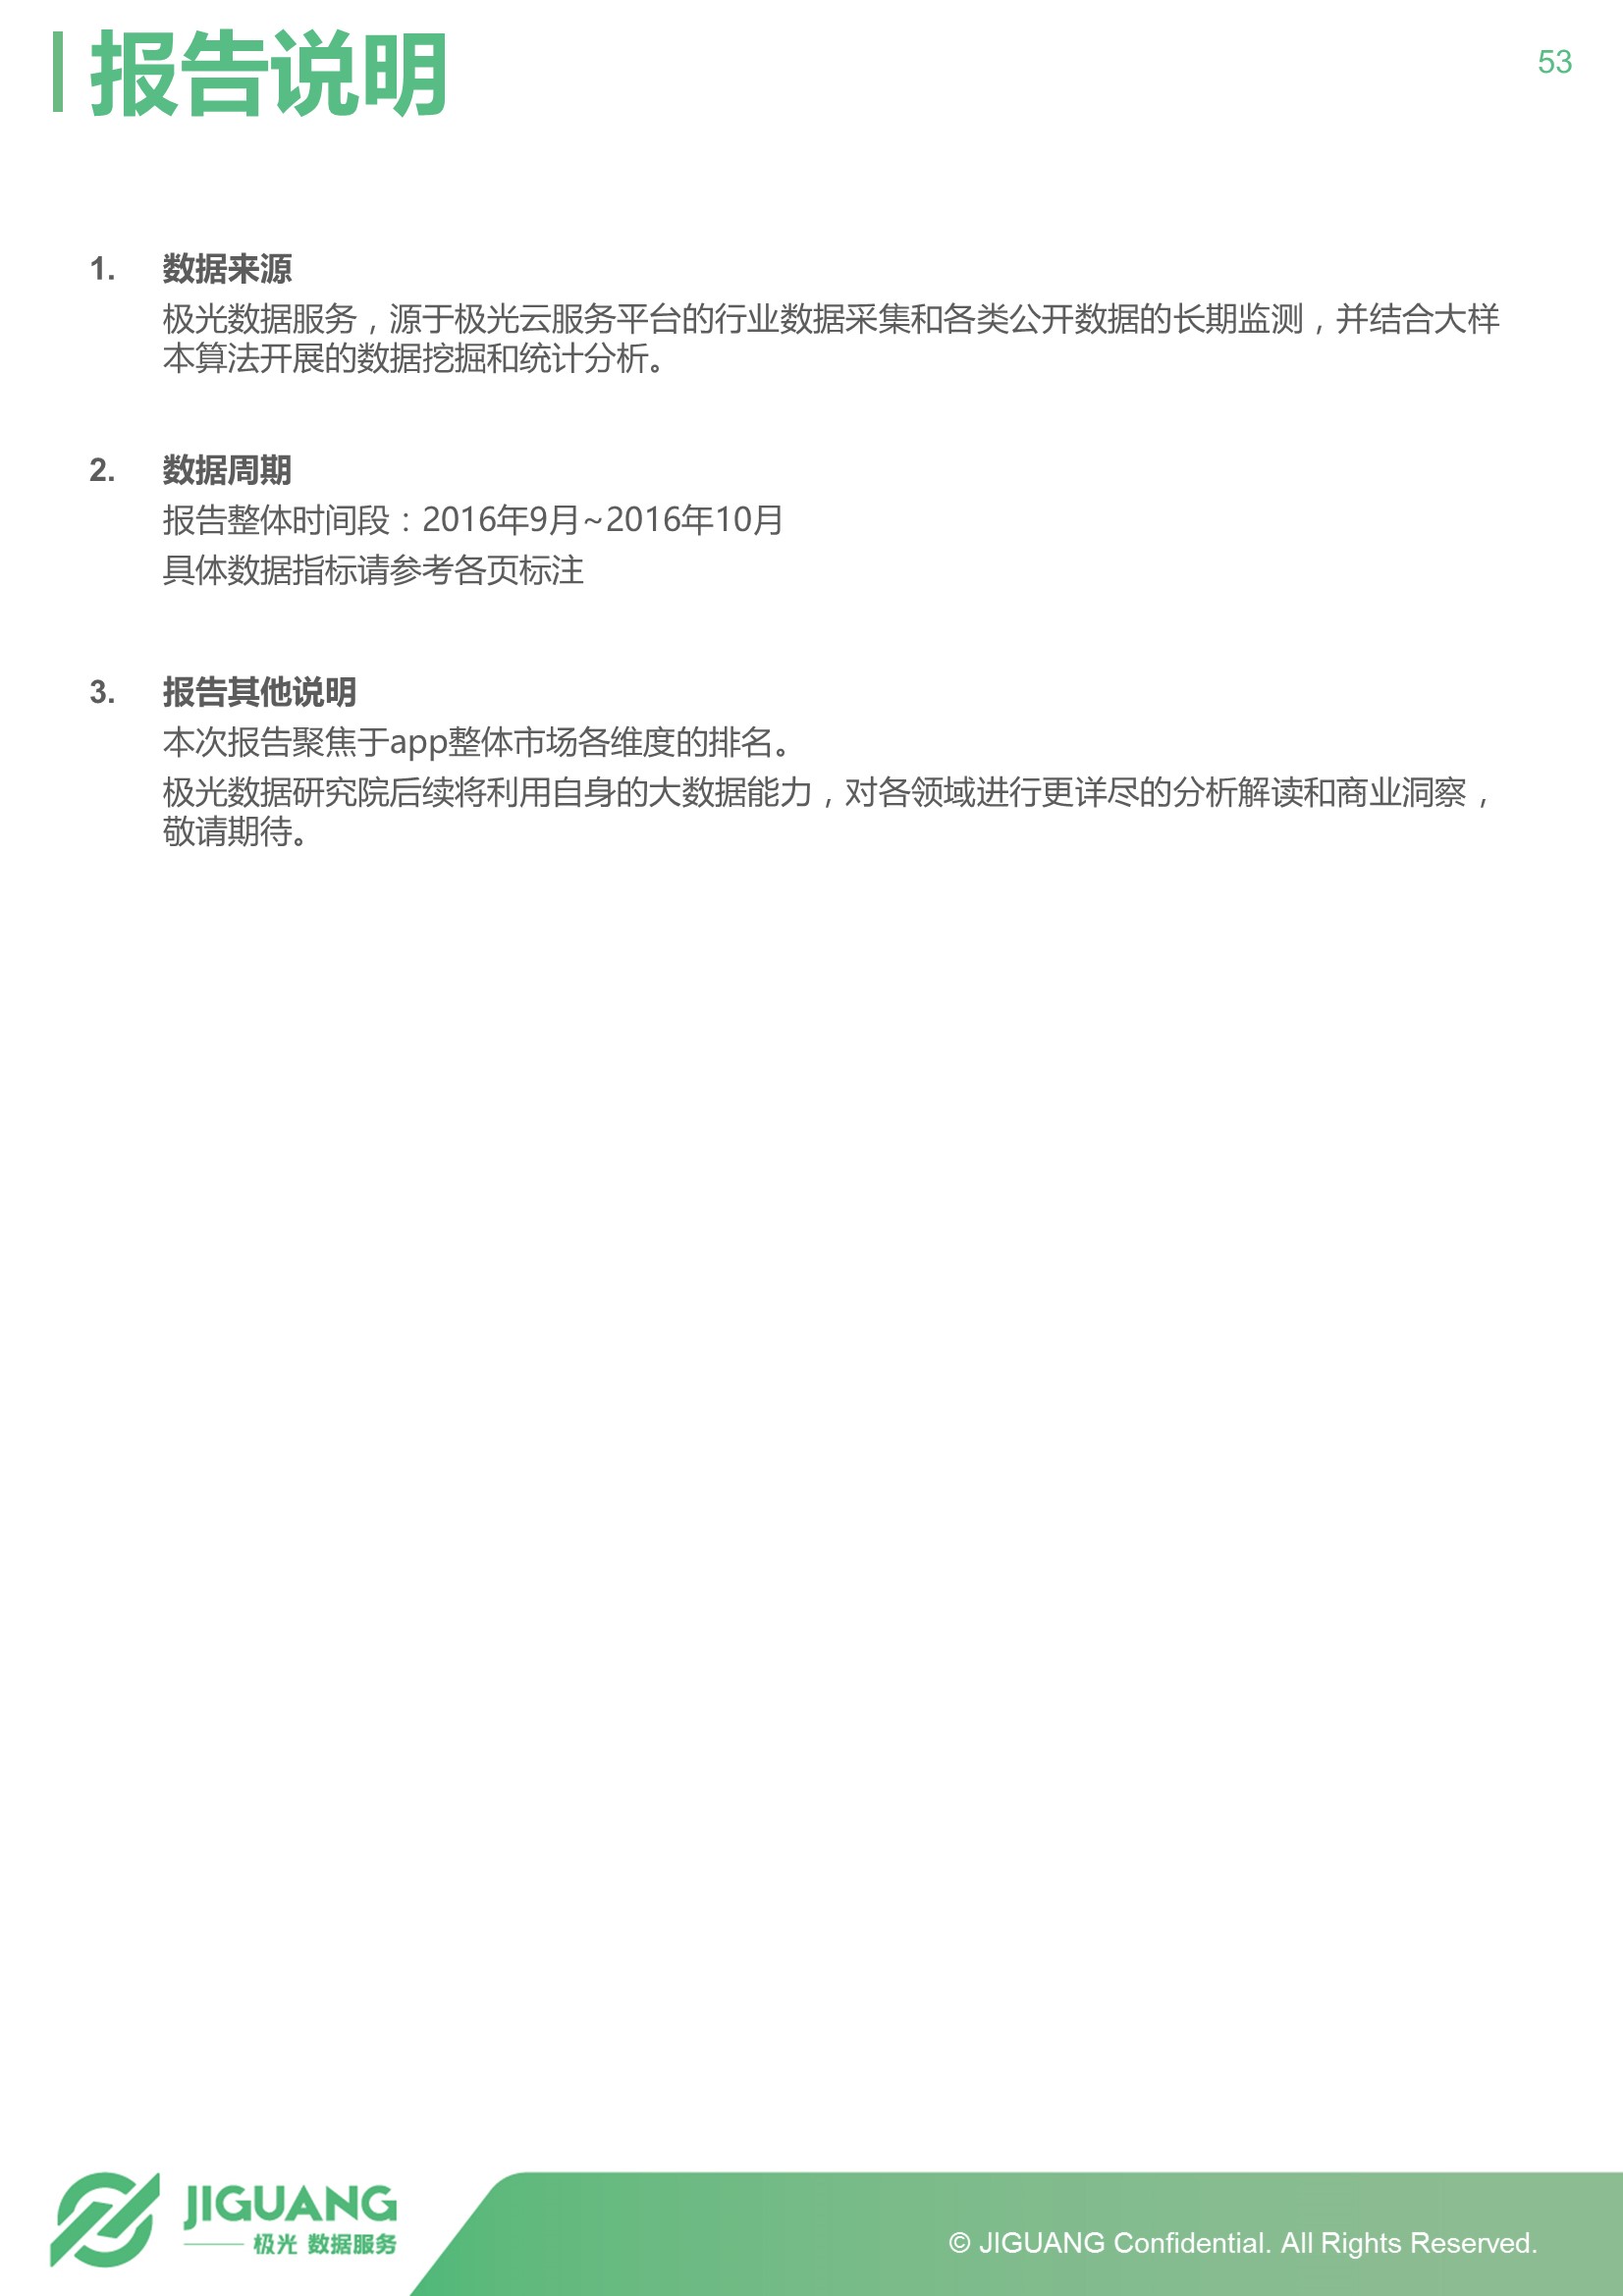 报告说明
53
1. 数据来源
极光数据服务，源于极光云服务平台的行业数据采集和各类公开数据的长期监测，并结合大样
本算法开展的数据挖掘和统计分析。
2. 数据周期
报告整体时间段：2016年9月~2016年10月
具体数据指标请参考各页标注
3. 报告其他说明
本次报告聚焦于app整体市场各维度的排名。
极光数据研究院后续将利用自身的大数据能力，对各领域进行更详尽的分析解读和商业洞察，
敬请期待。
JIGUANG
极光 数据服务
© JIGUANG Confidential. All Rights Reserved.